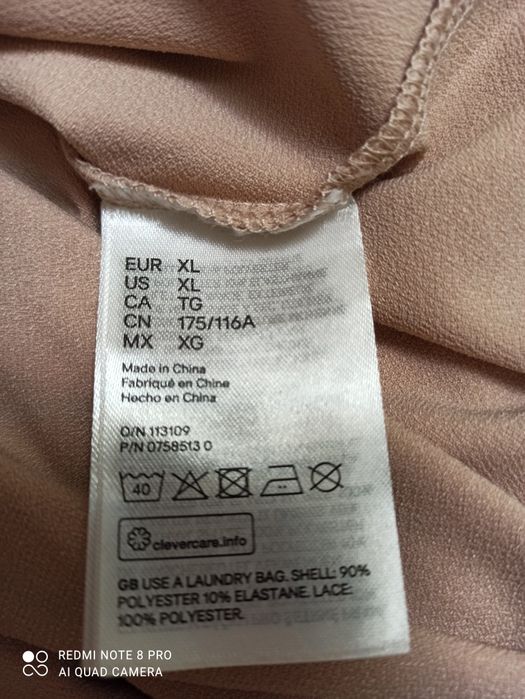 EUR XL
US XL
CA TG
CN 175/116A
MX XG
Made in China
Fabriqué en Chine
Hecho en China
O/N 113109
P/N 0758513 0
40
clevercare.info
GB USE A LAUNDRY BAG. SHELL: 90%
POLYESTER 10% ELASTANE. LACE:
100% POLYESTER.
REDMI NOTE 8 PRO
AI QUAD CAMERA